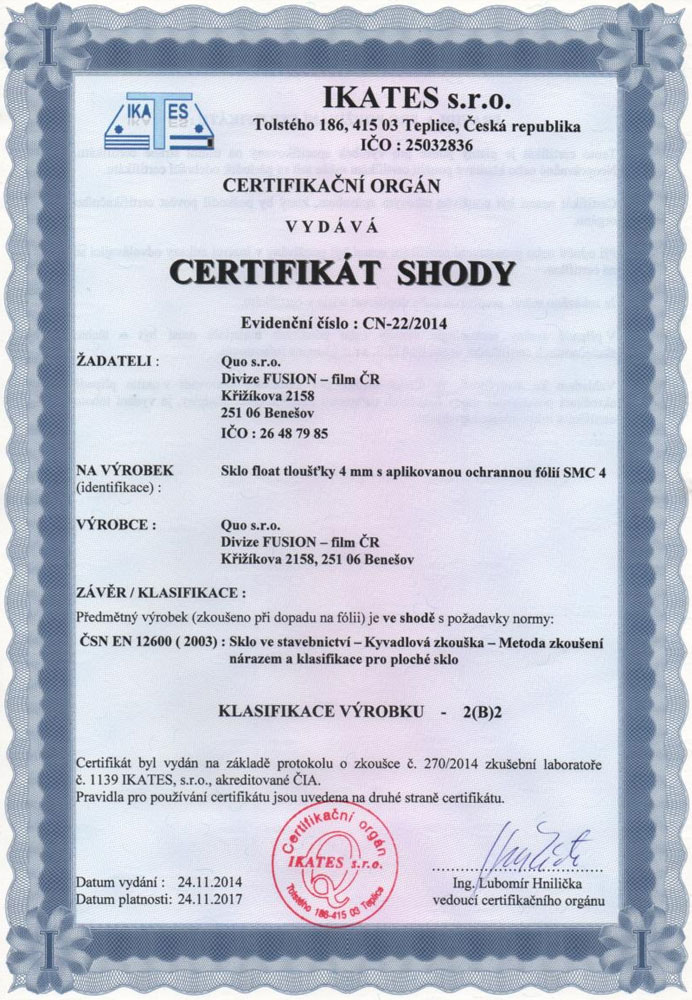 IKATES
IKATES s.r.o.
Tolstého 186, 415 03 Teplice, Česká republika
IČO : 25032836
CERTIFIKAČNÍ ORGÁN
VYDÁVÁ
CERTIFIKÁT SHODY
Evidenční číslo : CN-22/2014
ŽADATELI : Quo s.r.o.
Divize FUSION – film ČR
Křižíkova 2158
251 06 Benešov
IČO : 26 48 79 85
NA VÝROBEK Sklo float tloušťky 4 mm s aplikovanou ochrannou fólií SMC 4
(identifikace) :
VÝROBCE : Quo s.r.o.
Divize FUSION – film ČR
Křižíkova 2158, 251 06 Benešov
ZÁVĚR / KLASIFIKACE :
Předmětný výrobek (zkoušeno při dopadu na fólii) je ve shodě s požadavky normy:
ČSN EN 12600 ( 2003) : Sklo ve stavebnictví – Kyvadlová zkouška – Metoda zkoušení
nárazem a klasifikace pro ploché sklo
KLASIFIKACE VÝROBKU - 2(B)2
Certifikát byl vydán na základě protokolu o zkoušce č. 270/2014 zkušební laboratoře
č. 1139 IKATES, s.r.o., akreditované ČIA.
Pravidla pro používání certifikátu jsou uvedena na druhé straně certifikátu.
Certifikační orgán
IKATES s.r.o.
Tolstého 186-415 03 Teplice
Datum vydání : 24.11.2014
Datum platnosti: 24.11.2017
Ing. Lubomír Hnilička
vedoucí certifikačního orgánu